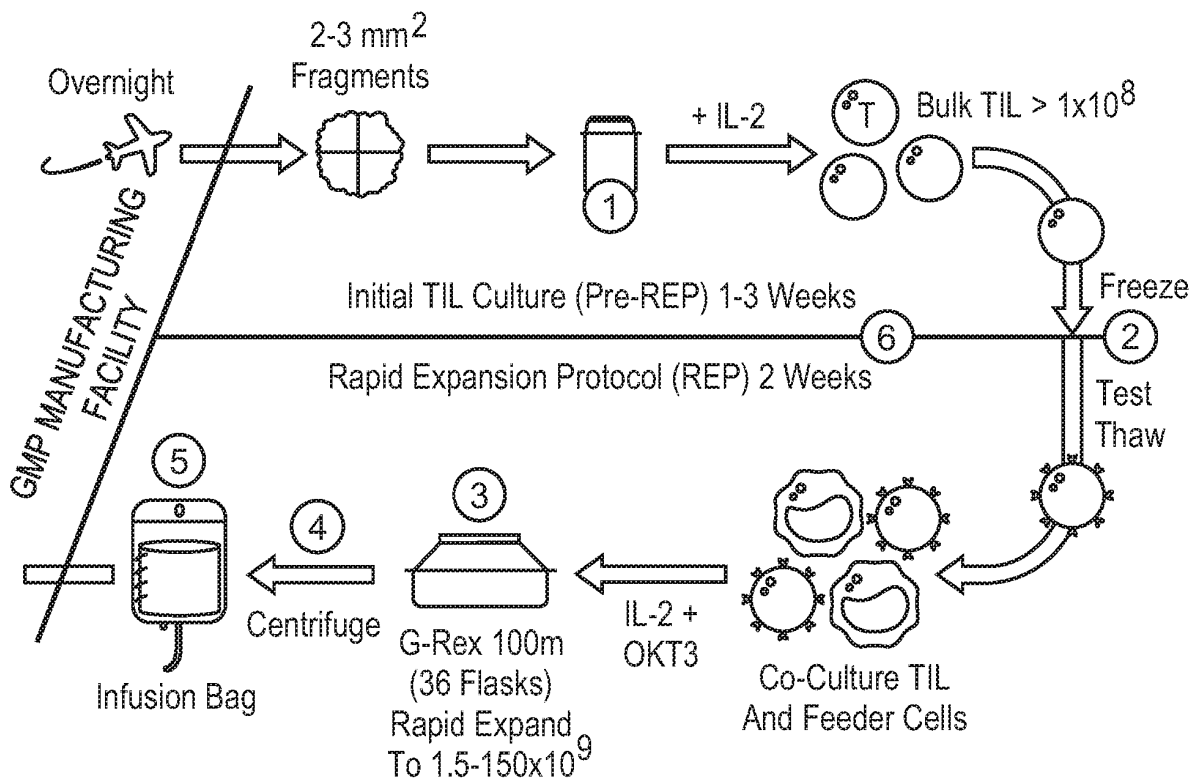 Overnight
2-3 mm²
Fragments
+ IL-2
T
Bulk TIL > 1x10⁸
1
Initial TIL Culture (Pre-REP) 1-3 Weeks
Freeze
6
2
GMP MANUFACTURING
FACILITY
Rapid Expansion Protocol (REP) 2 Weeks
Test
Thaw
5
0
Infusion Bag
4
Centrifuge
3
G-Rex 100m
(36 Flasks)
Rapid Expand
To 1.5-150x10⁹
IL-2 +
OKT3
Co-Culture TIL
And Feeder Cells